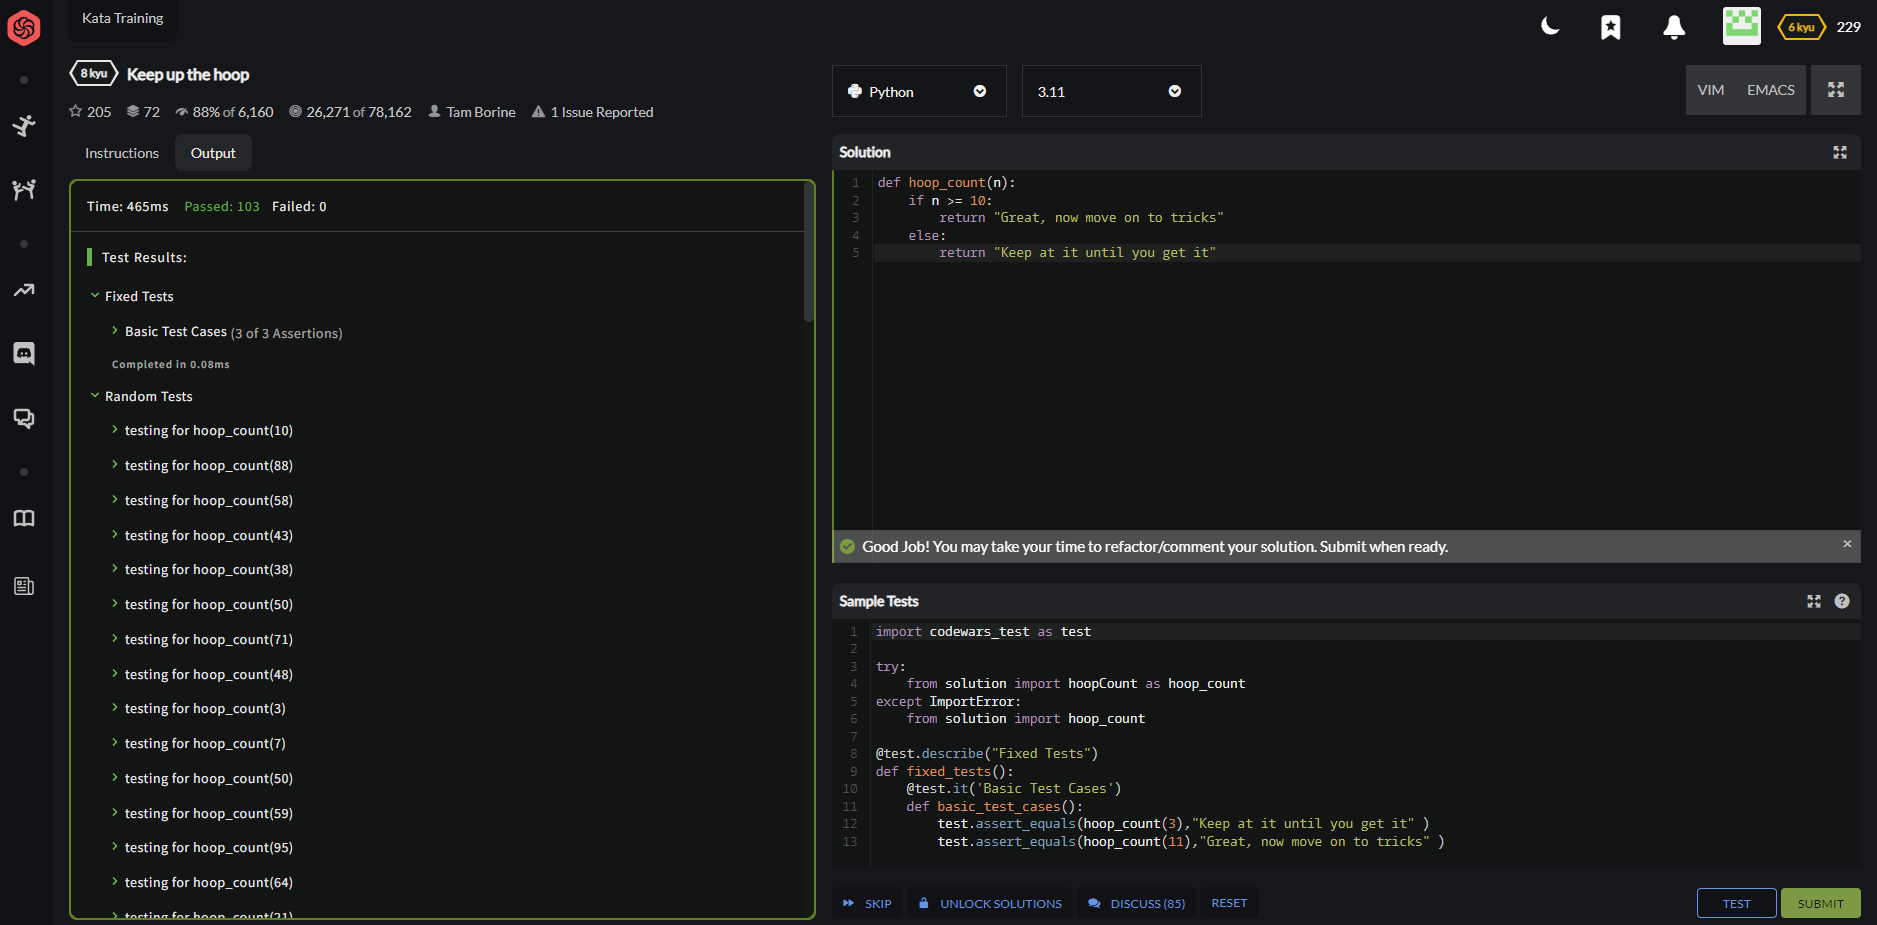 Kata Training
6 kyu 229
8 kyu Keep up the hoop
205 72 88% of 6,160 26,271 of 78,162 Tam Borine 1 Issue Reported
Instructions Output
Time: 465ms Passed: 103 Failed: 0
Test Results:
Fixed Tests
Basic Test Cases (3 of 3 Assertions)
Completed in 0.08ms
Random Tests
testing for hoop_count(10)
testing for hoop_count(88)
testing for hoop_count(58)
testing for hoop_count(43)
testing for hoop_count(38)
testing for hoop_count(50)
testing for hoop_count(71)
testing for hoop_count(48)
testing for hoop_count(3)
testing for hoop_count(7)
testing for hoop_count(50)
testing for hoop_count(59)
testing for hoop_count(95)
testing for hoop_count(64)
testing for hoop_count(21)
Python 3.11 VIM EMACS
Solution
1 def hoop_count(n):
2 if n >= 10:
3 return "Great, now move on to tricks"
4 else:
5 return "Keep at it until you get it"
Good Job! You may take your time to refactor/comment your solution. Submit when ready. ×
Sample Tests ?
1 import codewars_test as test
2
3 try:
4 from solution import hoopCount as hoop_count
5 except ImportError:
6 from solution import hoop_count
7
8 @test.describe("Fixed Tests")
9 def fixed_tests():
10 @test.it('Basic Test Cases')
11 def basic_test_cases():
12 test.assert_equals(hoop_count(3),"Keep at it until you get it" )
13 test.assert_equals(hoop_count(11),"Great, now move on to tricks" )
SKIP UNLOCK SOLUTIONS DISCUSS (85) RESET TEST SUBMIT